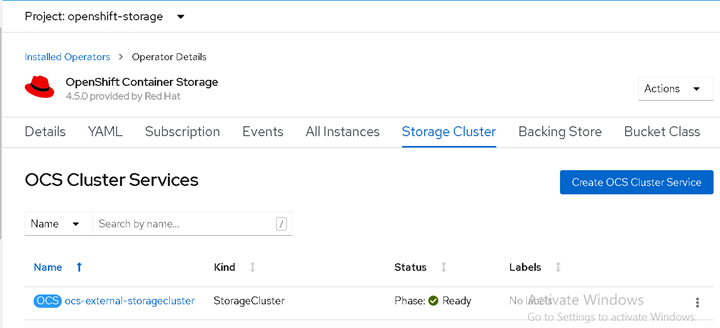 Project: openshift-storage
Installed Operators > Operator Details
OpenShift Container Storage
4.5.0 provided by Red Hat
Actions
Details YAML Subscription Events All Instances Storage Cluster Backing Store Bucket Class
OCS Cluster Services
Create OCS Cluster Service
Name Search by name... /
Name Kind Status Labels
OCS ocs-external-storagecluster StorageCluster Phase: Ready No labels
Activate Windows
Go to Settings to activate Windows.